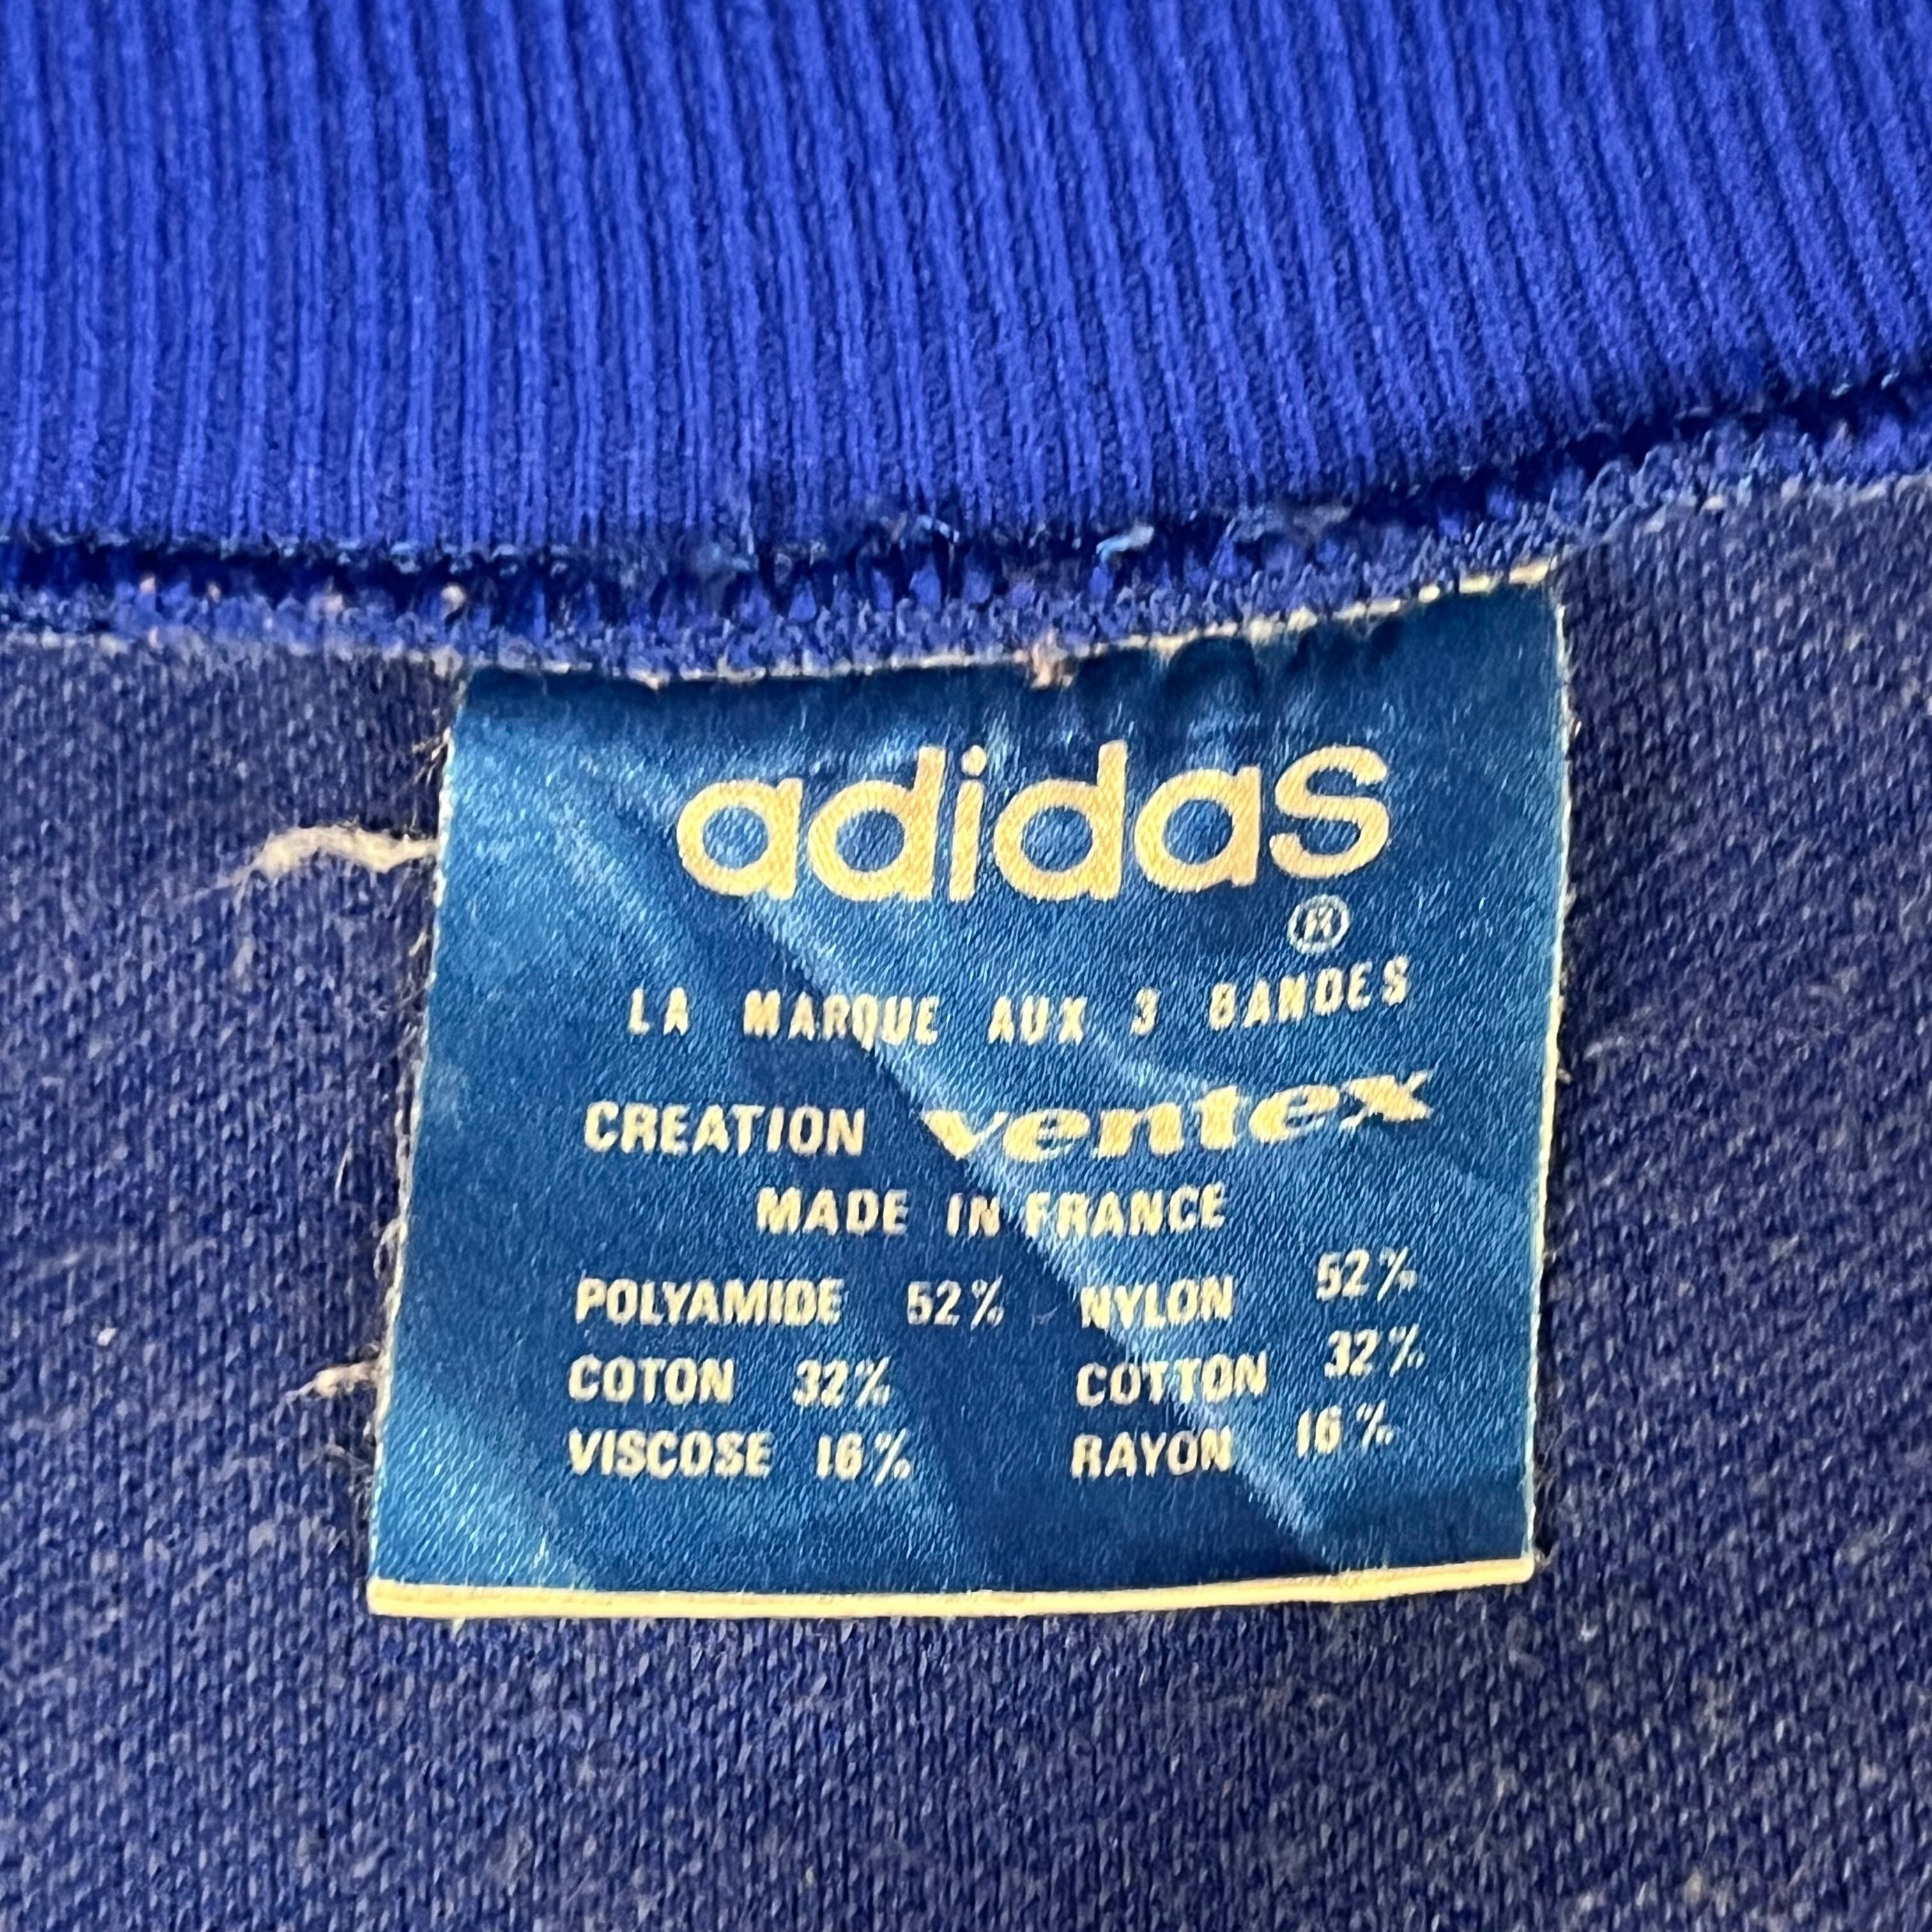 adidas
®
LA MARQUE AUX 3 BANDES
CREATION ventex
MADE IN FRANCE
POLYAMIDE 52% NYLON 52%
COTON 32% COTTON 32%
VISCOSE 16% RAYON 16%